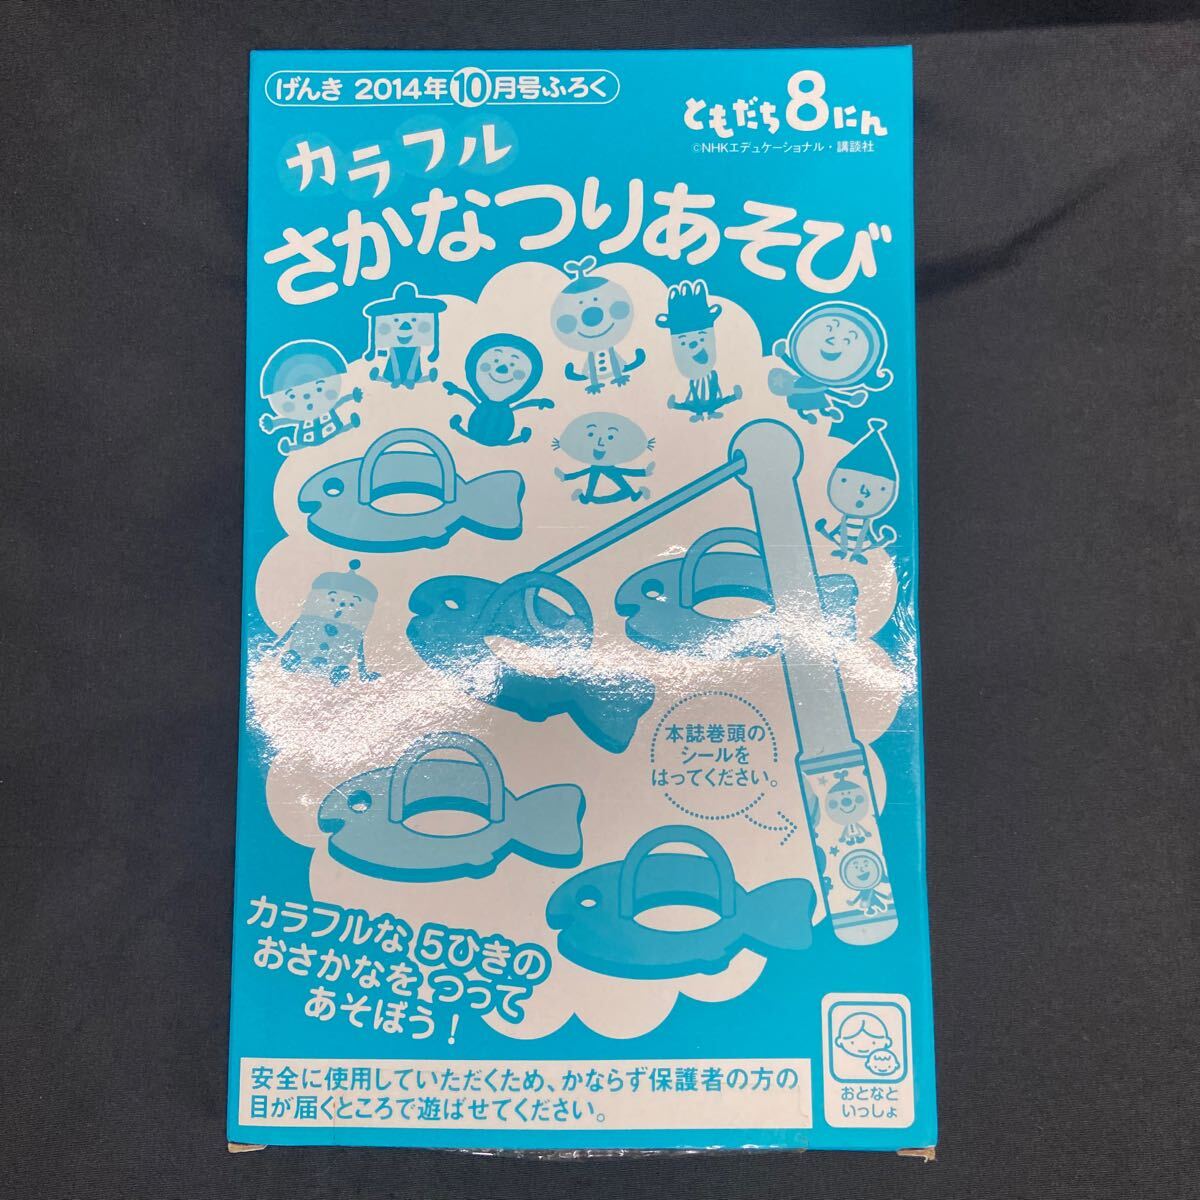 げんき 2014年10月号ふろく
ともだち8にん
©NHKエデュケーショナル・講談社
カラフル
さかなつりあそび
本誌巻頭の
シールを
はってください。
カラフルな 5ひきの
おさかなを つって
あそぼう!
安全に使用していただくため、かならず保護者の方の
目が届くところで遊ばせてください。
おとなと
いっしょ